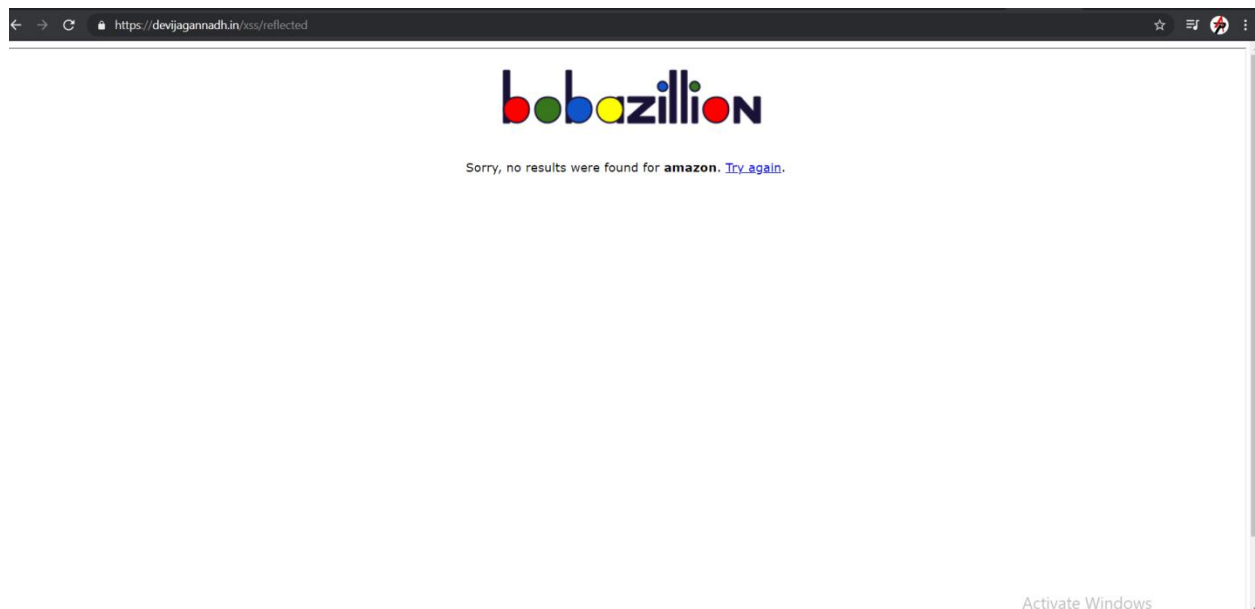 https://devijagannadh.in/xss/reflected
bobazillion
Sorry, no results were found for amazon. Try again.
Activate Windows